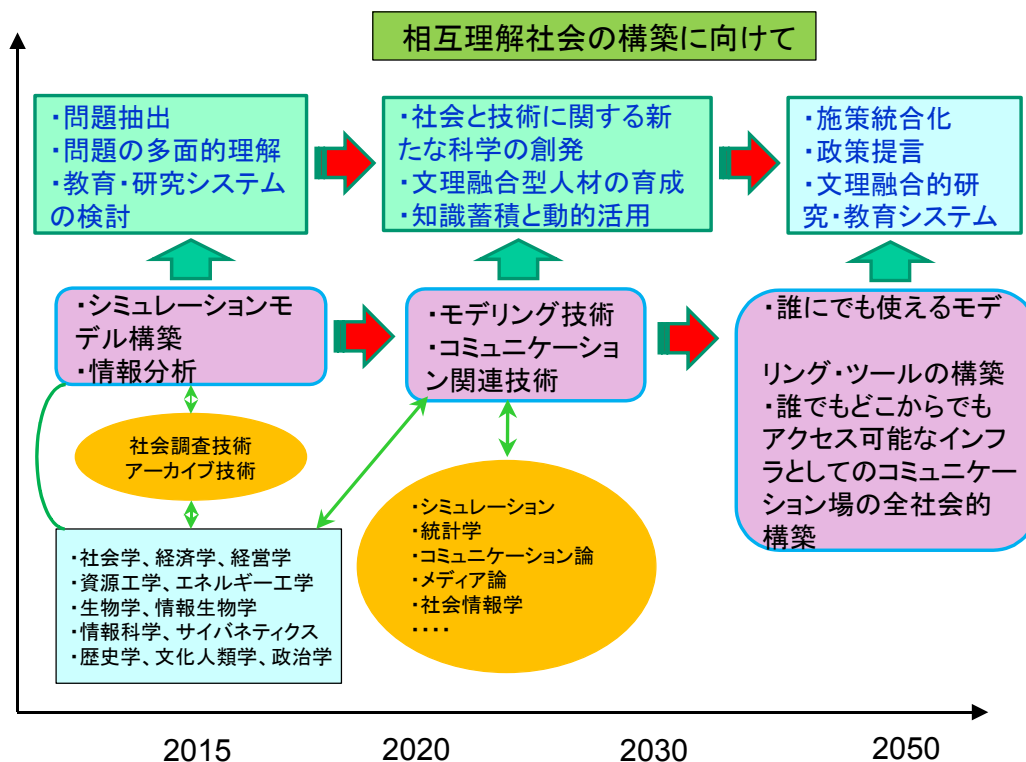 相互理解社会の構築に向けて
・問題抽出
・問題の多面的理解
・教育・研究システム
の検討
・社会と技術に関する新
たな科学の創発
・文理融合型人材の育成
・知識蓄積と動的活用
・施策統合化
・政策提言
・文理融合的研
究・教育システム
・シミュレーションモ
デル構築
・情報分析
・モデリング技術
・コミュニケーショ
ン関連技術
・誰にでも使えるモデ
リング・ツールの構築
・誰でもどこからでも
アクセス可能なインフ
ラとしてのコミュニケー
ション場の全社会的
構築
社会調査技術
アーカイブ技術
・シミュレーション
・統計学
・コミュニケーション論
・メディア論
・社会情報学
・・・・
・社会学、経済学、経営学
・資源工学、エネルギー工学
・生物学、情報生物学
・情報科学、サイバネティクス
・歴史学、文化人類学、政治学
2015
2020
2030
2050